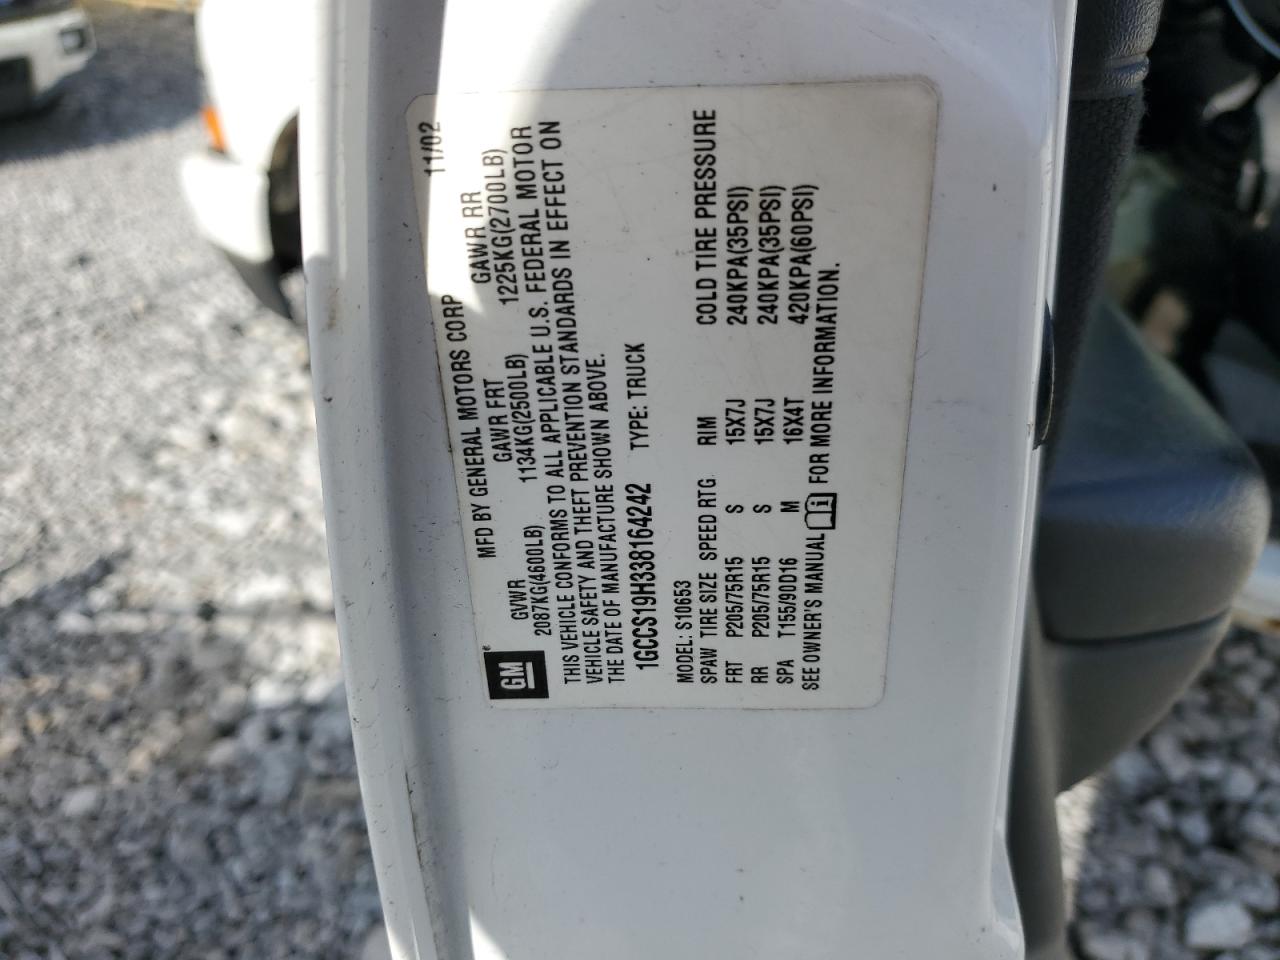 MFD BY GENERAL MOTORS CORP 11/02
GVWR GAWR FRT GAWR RR
2087KG(4600LB) 1134KG(2500LB) 1225KG(2700LB)
THIS VEHICLE CONFORMS TO ALL APPLICABLE U.S. FEDERAL MOTOR
VEHICLE SAFETY AND THEFT PREVENTION STANDARDS IN EFFECT ON
THE DATE OF MANUFACTURE SHOWN ABOVE.
GM®
1GCCS19H338164242 TYPE: TRUCK
MODEL: S10653
SPAW TIRE SIZE SPEED RTG RIM COLD TIRE PRESSURE
FRT P205/75R15 S 15X7J 240KPA(35PSI)
RR P205/75R15 S 15X7J 240KPA(35PSI)
SPA T155/90D16 M 16X4T 420KPA(60PSI)
SEE OWNER'S MANUAL FOR MORE INFORMATION.